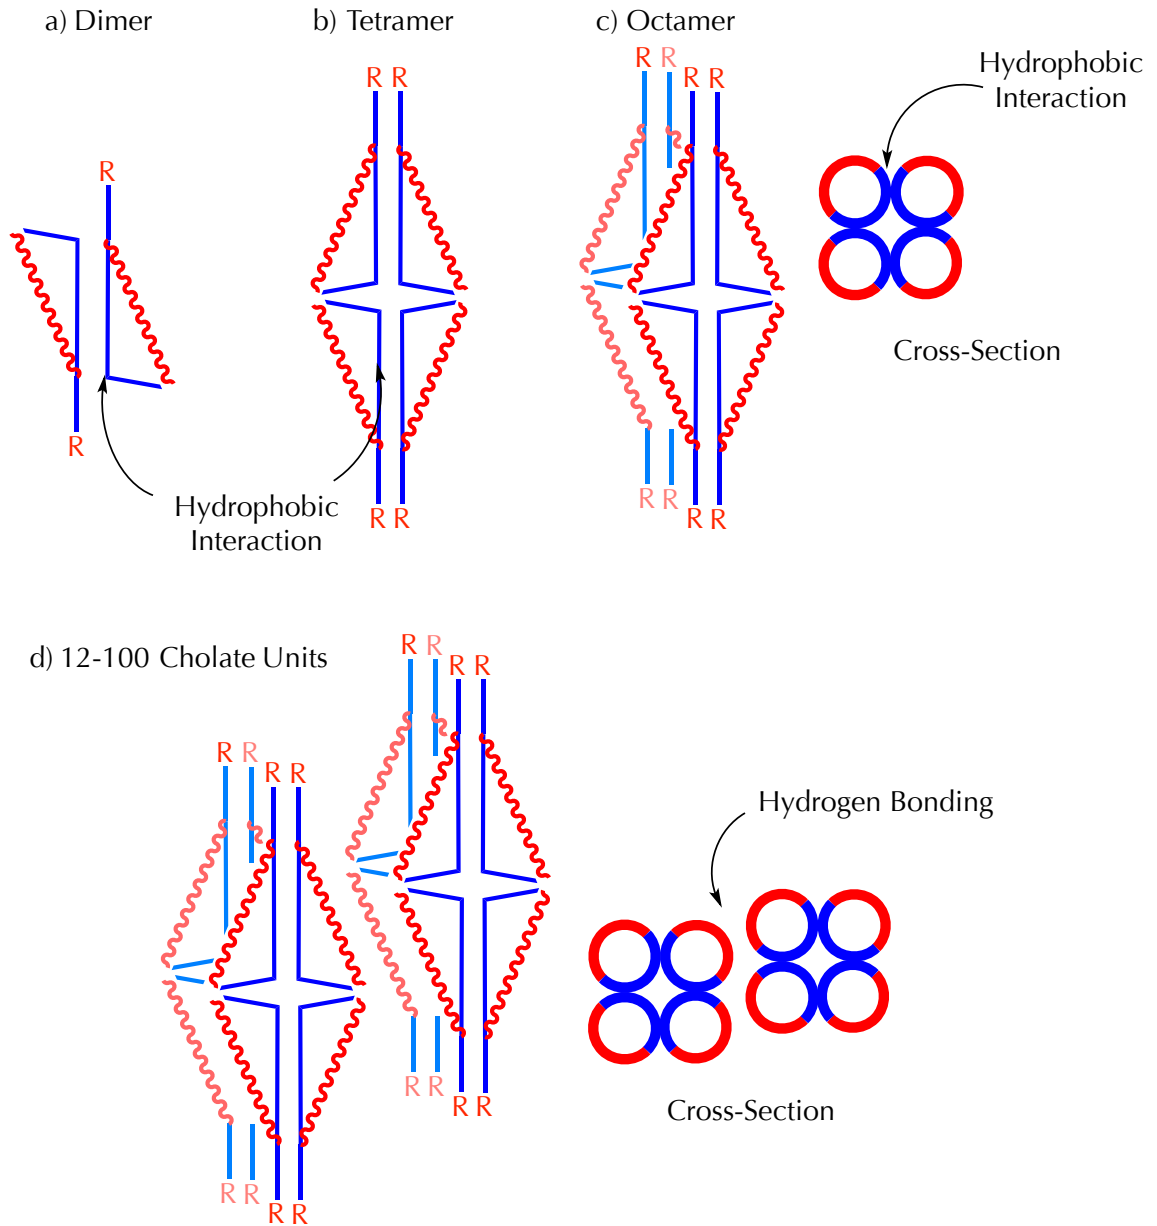 a) Dimer
b) Tetramer
c) Octamer
R
R R
R R
R
R R
Hydrophobic
Interaction
Hydrophobic
Interaction
Cross-Section
R R
R R
R R
d) 12-100 Cholate Units
R R
R R
R R
R R
R R
R R
R R
R R
Hydrogen Bonding
Cross-Section